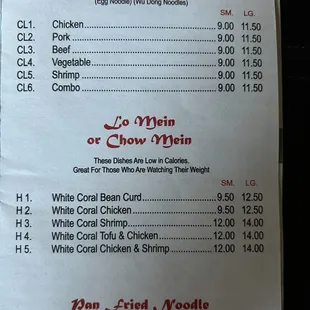 (Egg Noodle) (Wu Dong Noodles)
SM. LG.
CL1. Chicken 9.00 11.50
CL2. Pork 9.00 11.50
CL3. Beef 9.00 11.50
CL4. Vegetable 9.00 11.50
CL5. Shrimp 9.00 11.50
CL6. Combo 9.00 11.50
Lo Mein
or Chow Mein
These Dishes Are Low in Calories.
Great For Those Who Are Watching Their Weight
SM. LG.
H 1. White Coral Bean Curd 9.50 12.50
H 2. White Coral Chicken 9.50 12.50
H 3. White Coral Shrimp 12.00 14.00
H 4. White Coral Tofu & Chicken 12.00 14.00
H 5. White Coral Chicken & Shrimp 12.00 14.00
Pan Fried Noodle